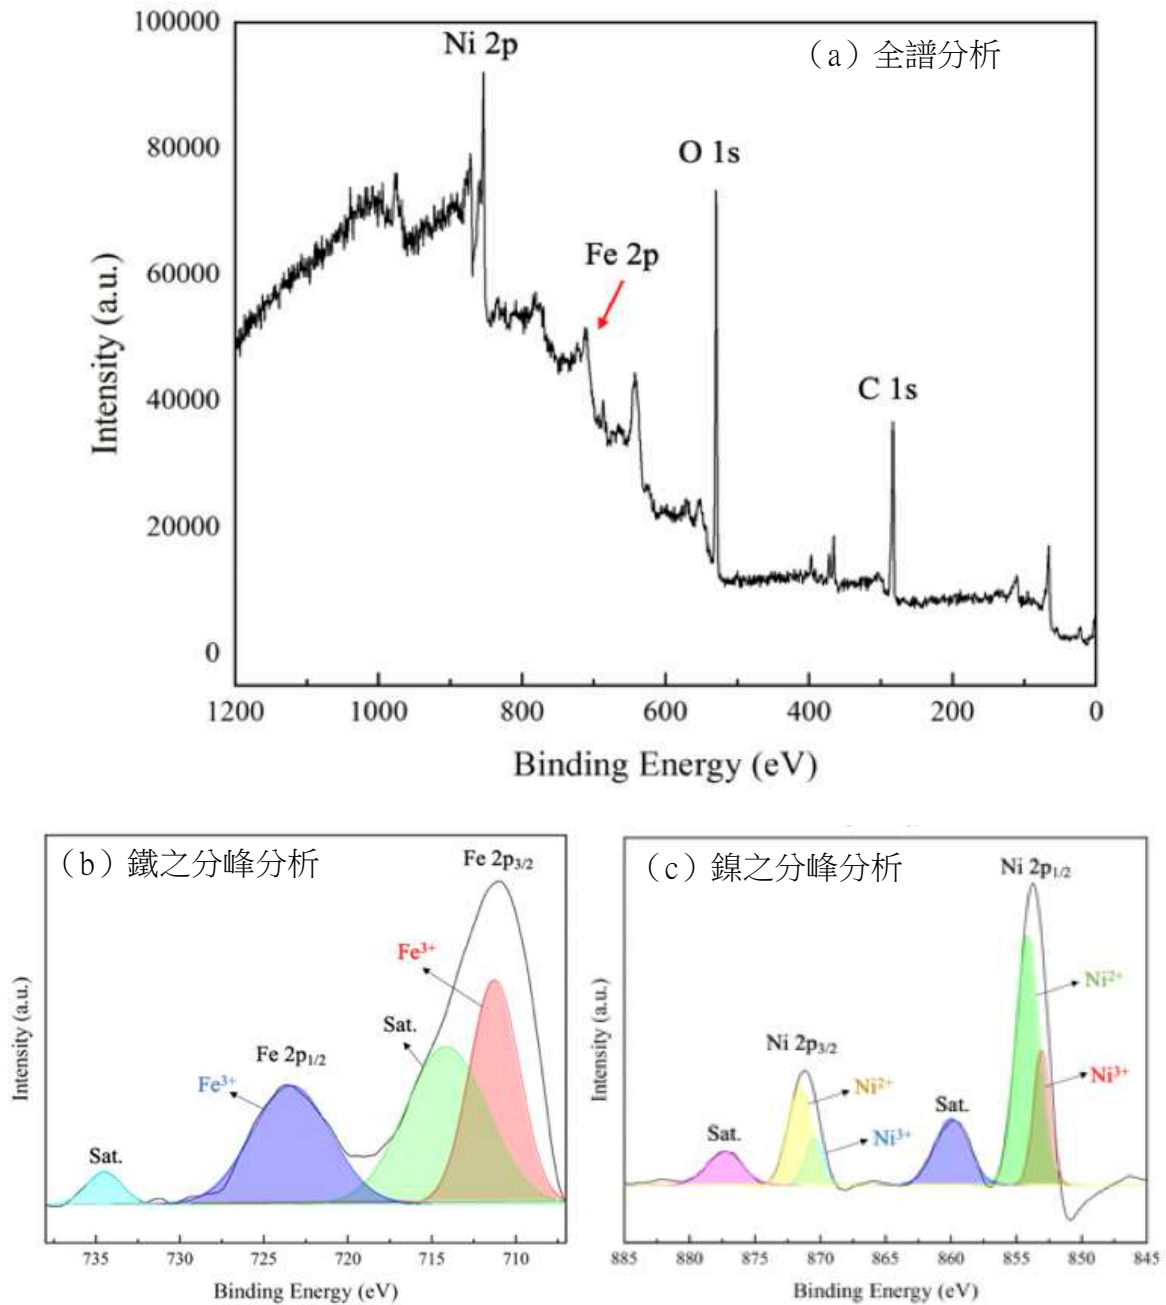 (a)全譜分析
Ni 2p
O 1s
Fe 2p
C 1s
100000
80000
60000
40000
20000
0
Intensity (a.u.)
1200
1000
800
600
400
200
0
Binding Energy (eV)
(b)鐵之分峰分析
Fe 2p3/2
Fe3+
Sat.
Fe 2p1/2
Fe3+
Sat.
Intensity (a.u.)
735
730
725
720
715
710
Binding Energy (eV)
(c)鎳之分峰分析
Ni 2p1/2
Ni2+
Ni 2p3/2
Ni2+
Ni3+
Sat.
Ni3+
Sat.
Intensity (a.u.)
885
880
875
870
865
860
855
850
845
Binding Energy (eV)